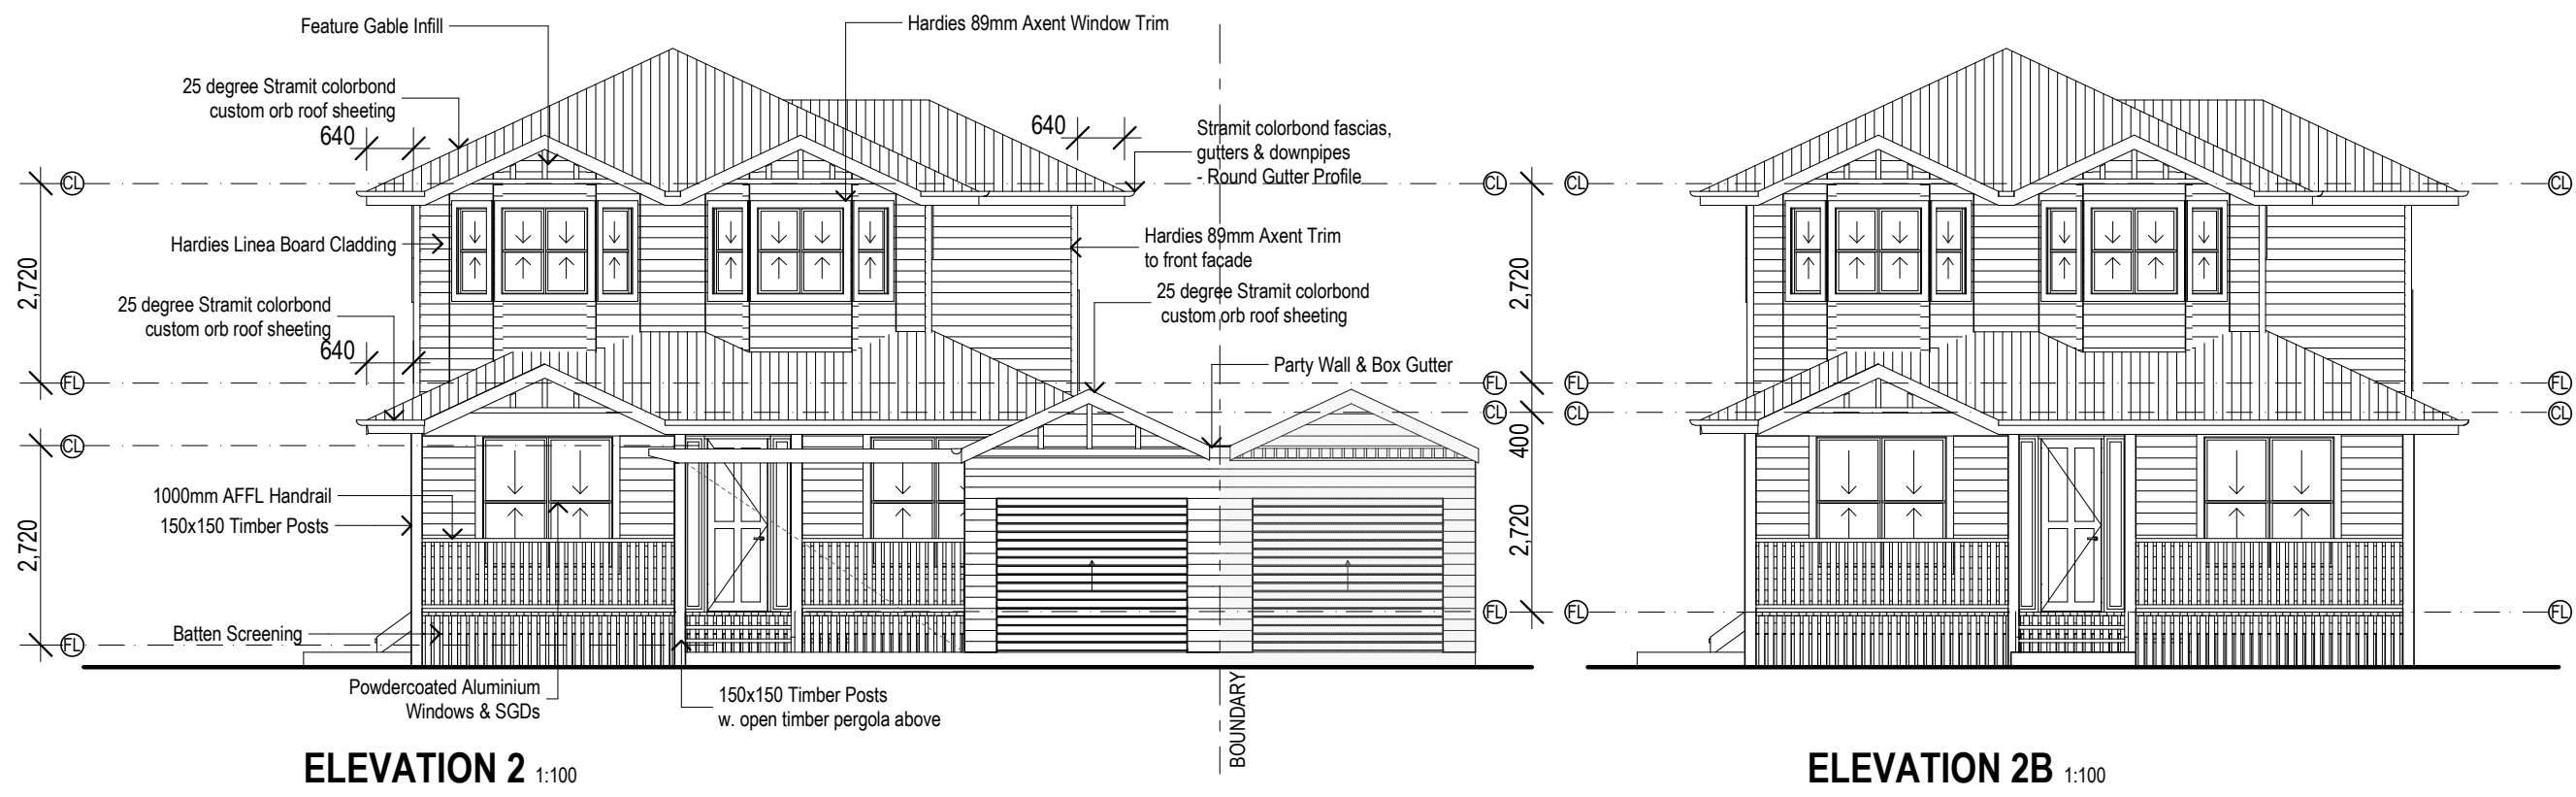 Feature Gable Infill
Hardies 89mm Axent Window Trim
25 degree Stramit colorbond
custom orb roof sheeting
640
640
Stramit colorbond fascias,
gutters & downpipes
- Round Gutter Profile
CL
CL
CL
CL
Hardies Linea Board Cladding
Hardies 89mm Axent Trim
to front facade
2,720
2,720
25 degree Stramit colorbond
custom orb roof sheeting
25 degree Stramit colorbond
custom orb roof sheeting
640
Party Wall & Box Gutter
FL
FL
FL
FL
CL
CL
CL
CL
400
1000mm AFFL Handrail
150x150 Timber Posts
2,720
2,720
Batten Screening
FL
FL
FL
FL
Powdercoated Aluminium
Windows & SGDs
150x150 Timber Posts
w. open timber pergola above
BOUNDARY
ELEVATION 2 1:100
ELEVATION 2B 1:100